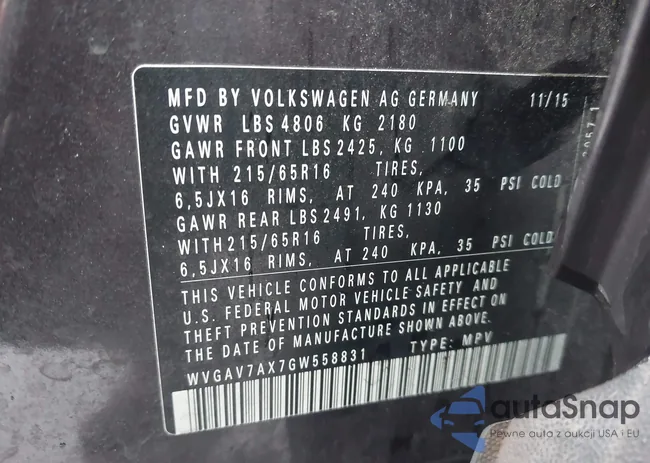 MFD BY VOLKSWAGEN AG GERMANY 11/15
GVWR LBS 4806 KG 2180
GAWR FRONT LBS 2425, KG 1100
WITH 215/65R16 TIRES,
6,5JX16 RIMS, AT 240 KPA, 35 PSI COLD
GAWR REAR LBS 2491, KG 1130
WITH 215/65R16 TIRES,
6,5JX16 RIMS, AT 240 KPA, 35 PSI COLD
THIS VEHICLE CONFORMS TO ALL APPLICABLE
U.S. FEDERAL MOTOR VEHICLE SAFETY AND
THEFT PREVENTION STANDARDS IN EFFECT ON
THE DATE OF MANUFACTURE SHOWN ABOVE.
WVGAV7AX7GW558831 TYPE: MPV
autoSnap
Pewne auta z aukcji USA i EU